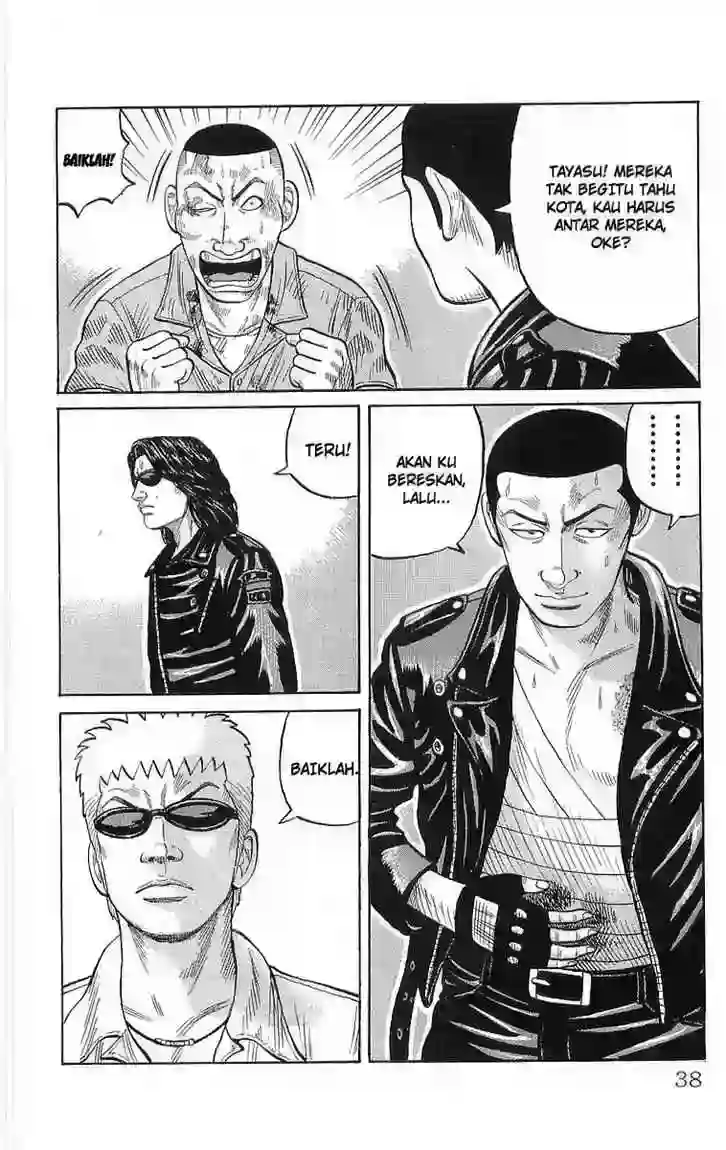 TAYASU! MEREKA
TAK BEGITU TAHU
KOTA, KAU HARUS
ANTAR MEREKA,
OKE?
BAIKLAH!
.........
AKAN KU
BERESKAN,
LALU...
TERU!
BAIKLAH.
38